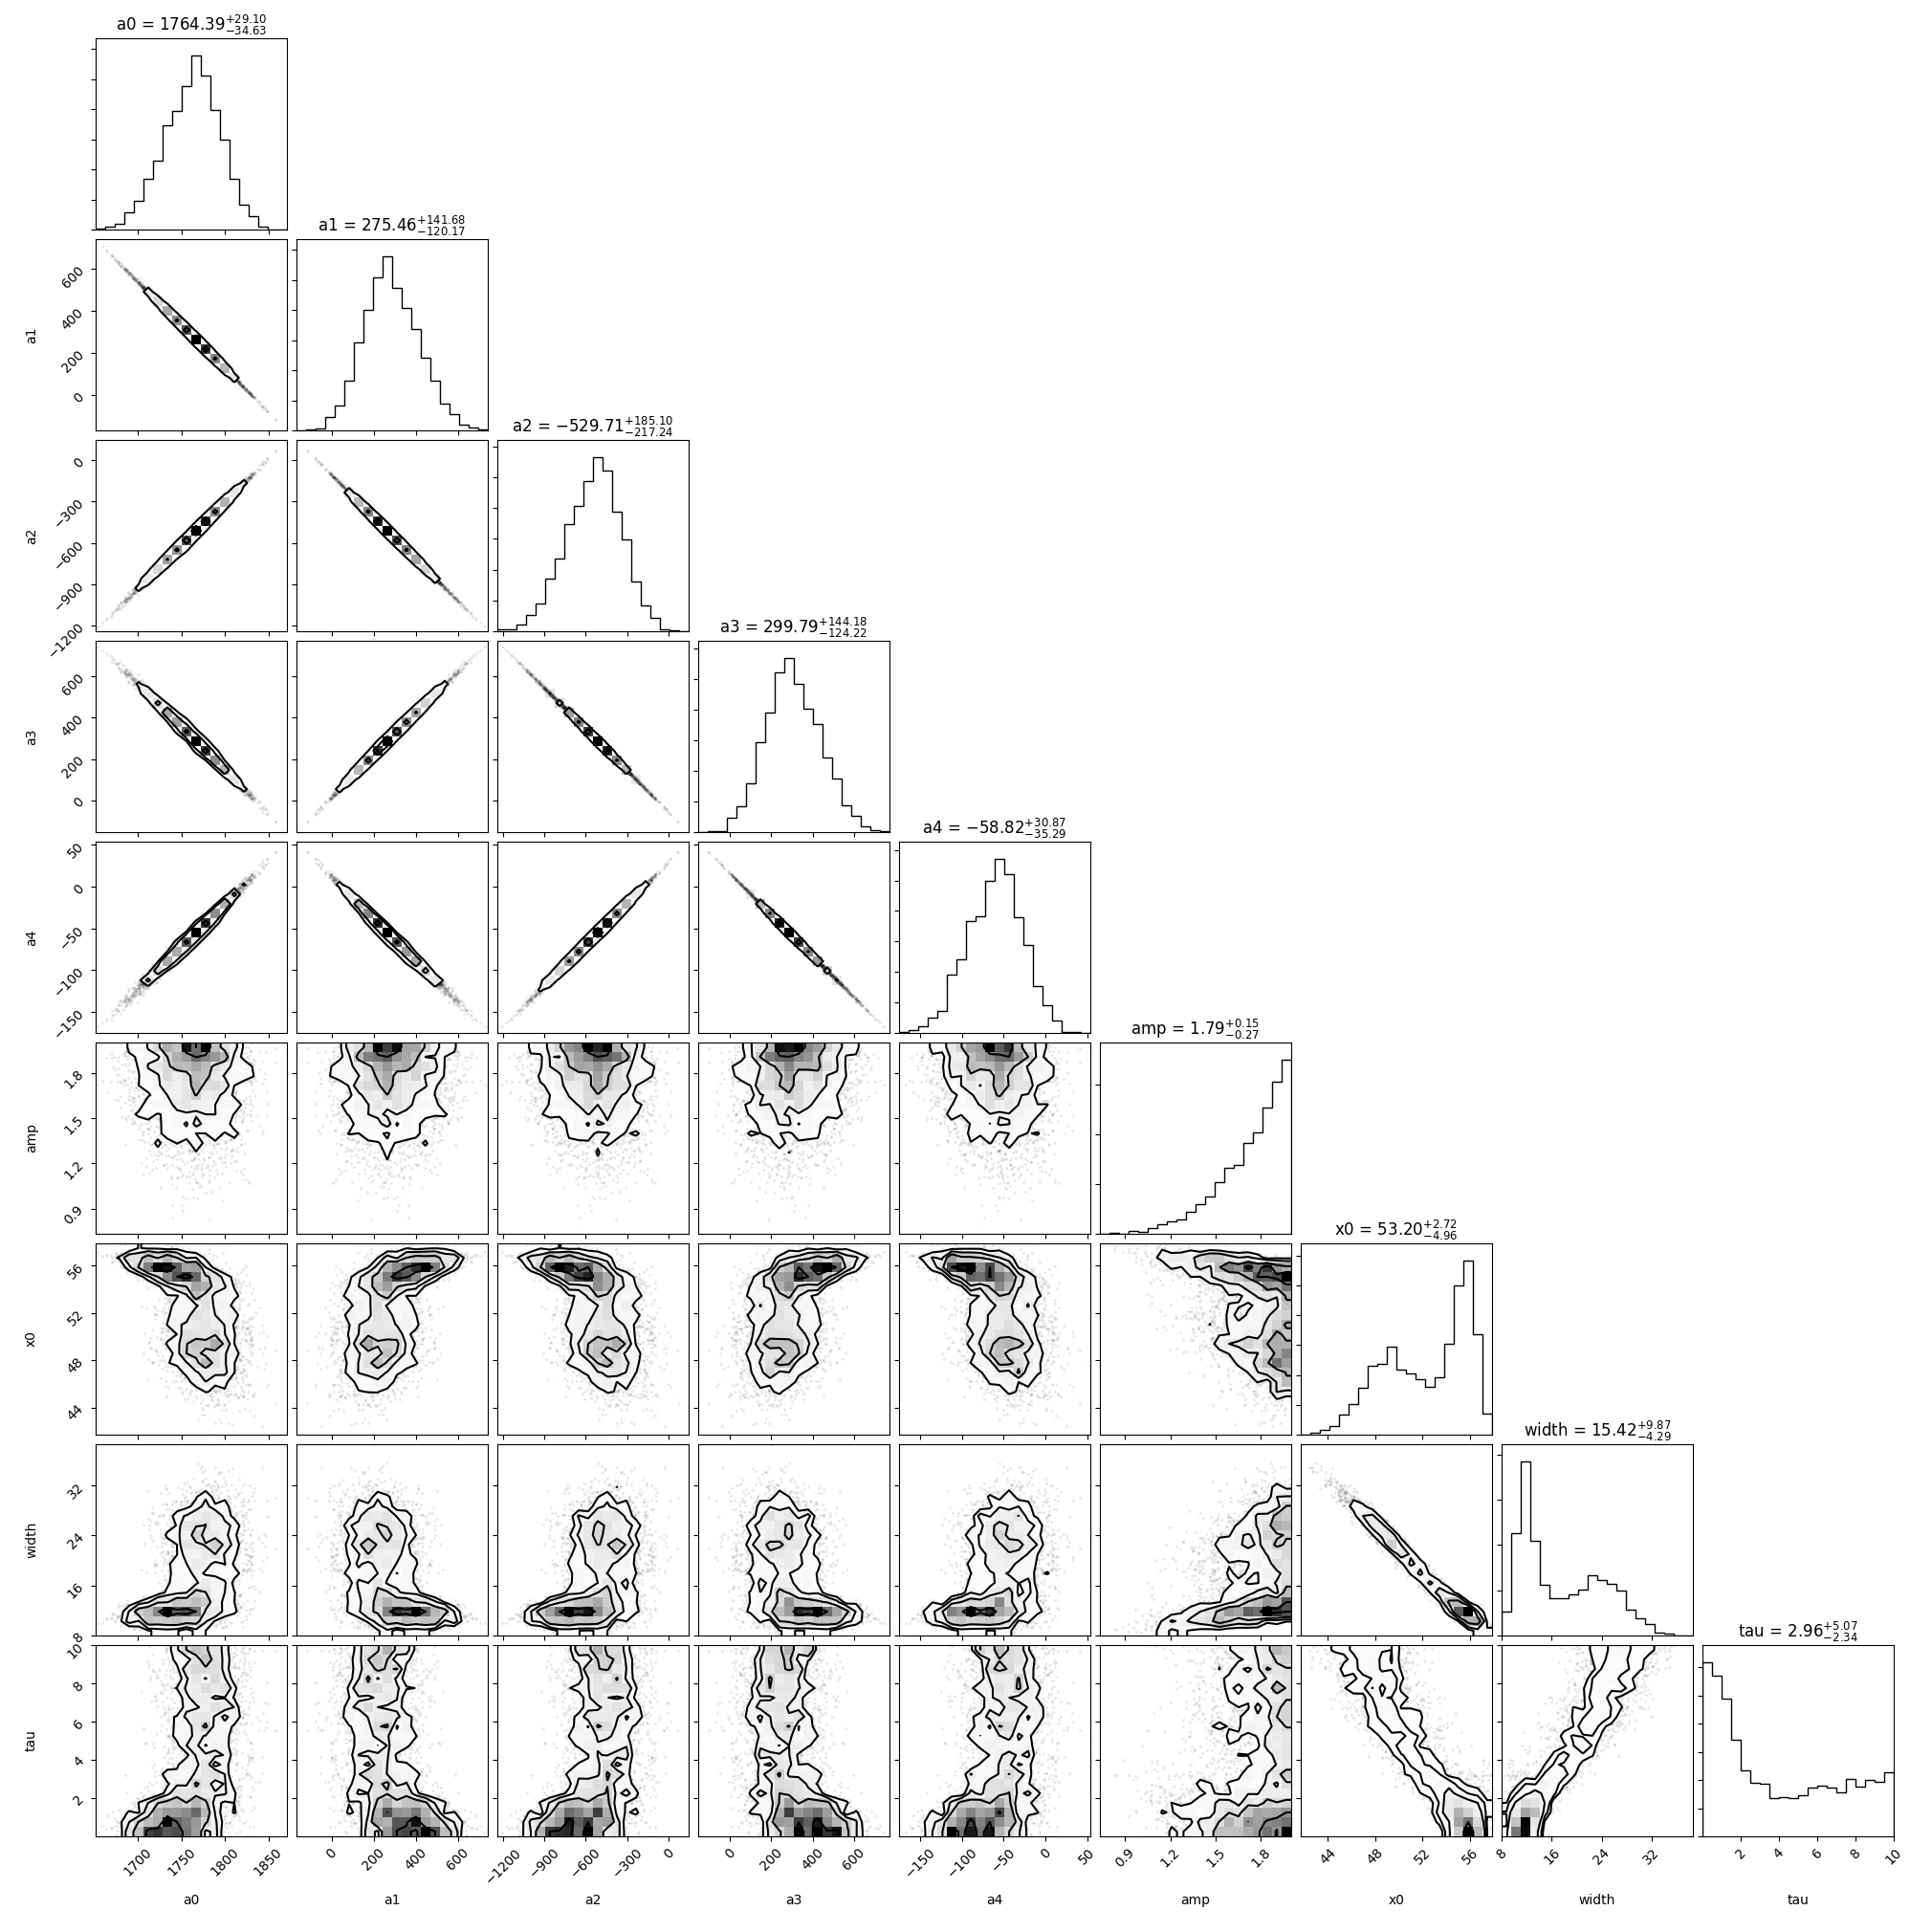 a0 = 1764.39 +29.10 −34.63
a1 = 275.46 +141.68 −120.17
a1
600
400
200
0
a2 = −529.71 +185.10 −217.24
a2
0
−300
−600
−900
−1200
a3 = 299.79 +144.18 −124.22
a3
600
400
200
0
a4 = −58.82 +30.87 −35.29
a4
50
0
−50
−100
−150
amp = 1.79 +0.15 −0.27
amp
1.8
1.5
1.2
0.9
x0 = 53.20 +2.72 −4.96
x0
56
52
48
44
width = 15.42 +9.87 −4.29
width
32
24
16
8
tau = 2.96 +5.07 −2.34
tau
10
8
6
4
2
1700 1750 1800 1850 0 200 400 600 −1200 −900 −600 −300 0 0 200 400 600 −150 −100 −50 0 50 0.9 1.2 1.5 1.8 44 48 52 56 8 16 24 32 2 4 6 8 10
a0 a1 a2 a3 a4 amp x0 width tau